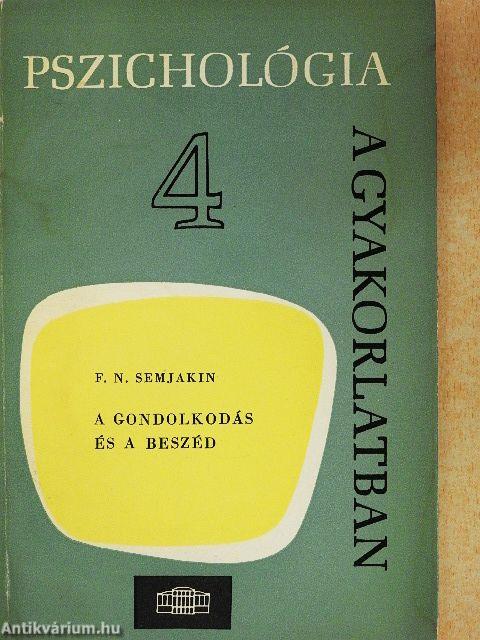 PSZICHOLÓGIA
4
A GYAKORLATBAN
F. N. SEMJAKIN
A GONDOLKODÁS
ÉS A BESZÉD
Antikvárium.hu